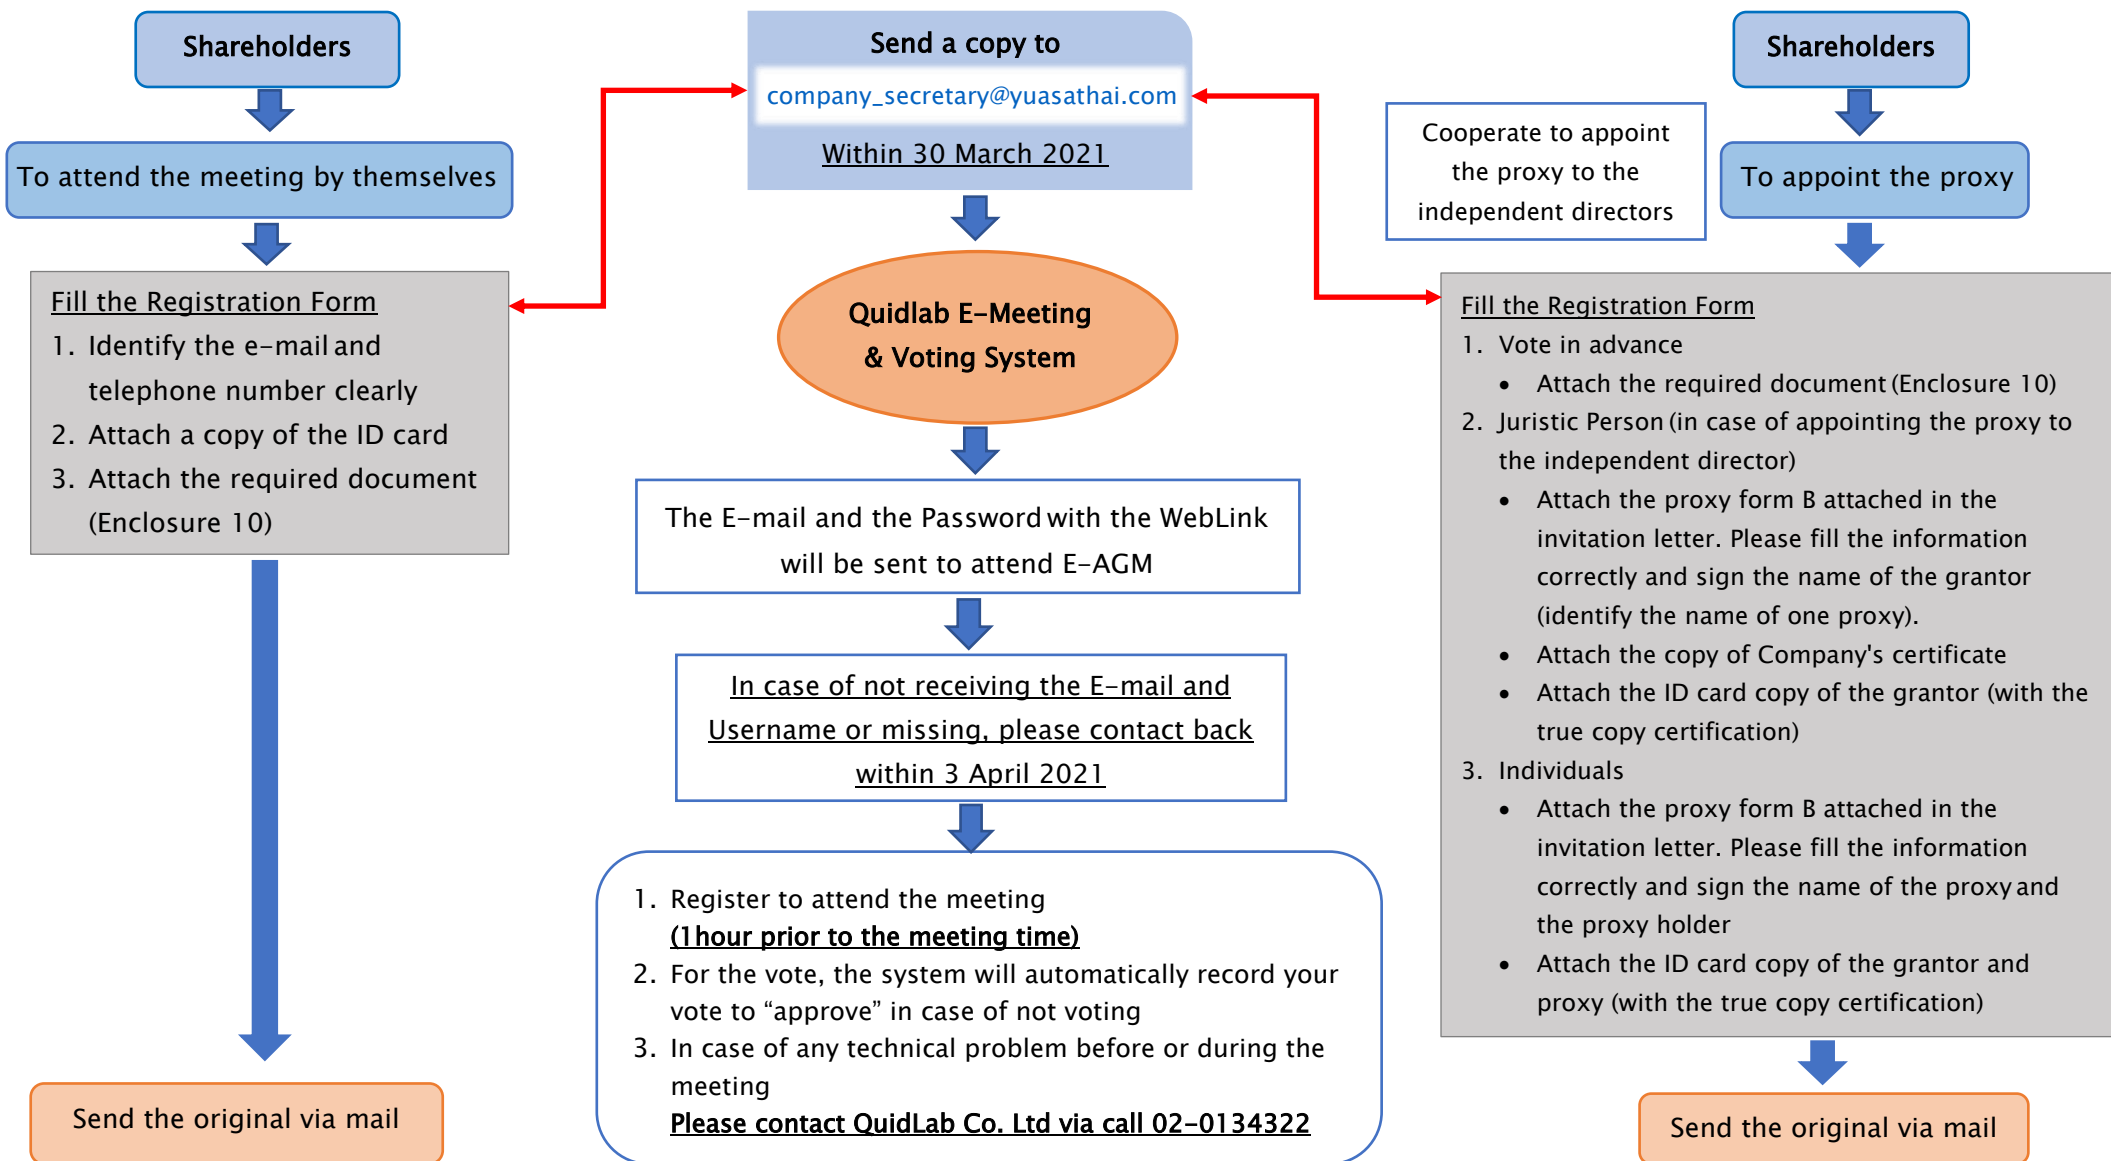 Shareholders
To attend the meeting by themselves
Fill the Registration Form
1. Identify the e-mail and
telephone number clearly
2. Attach a copy of the ID card
3. Attach the required document
(Enclosure 10)
Send the original via mail
Send a copy to
company_secretary@yuasathai.com
Within 30 March 2021
Quidlab E-Meeting
& Voting System
The E-mail and the Password with the WebLink
will be sent to attend E-AGM
In case of not receiving the E-mail and
Username or missing, please contact back
within 3 April 2021
1. Register to attend the meeting
(1hour prior to the meeting time)
2. For the vote, the system will automatically record your
vote to “approve” in case of not voting
3. In case of any technical problem before or during the
meeting
Please contact QuidLab Co. Ltd via call 02-0134322
Cooperate to appoint
the proxy to the
independent directors
Shareholders
To appoint the proxy
Fill the Registration Form
1. Vote in advance
• Attach the required document (Enclosure 10)
2. Juristic Person (in case of appointing the proxy to
the independent director)
• Attach the proxy form B attached in the
invitation letter. Please fill the information
correctly and sign the name of the grantor
(identify the name of one proxy).
• Attach the copy of Company's certificate
• Attach the ID card copy of the grantor (with the
true copy certification)
3. Individuals
• Attach the proxy form B attached in the
invitation letter. Please fill the information
correctly and sign the name of the proxy and
the proxy holder
• Attach the ID card copy of the grantor and
proxy (with the true copy certification)
Send the original via mail